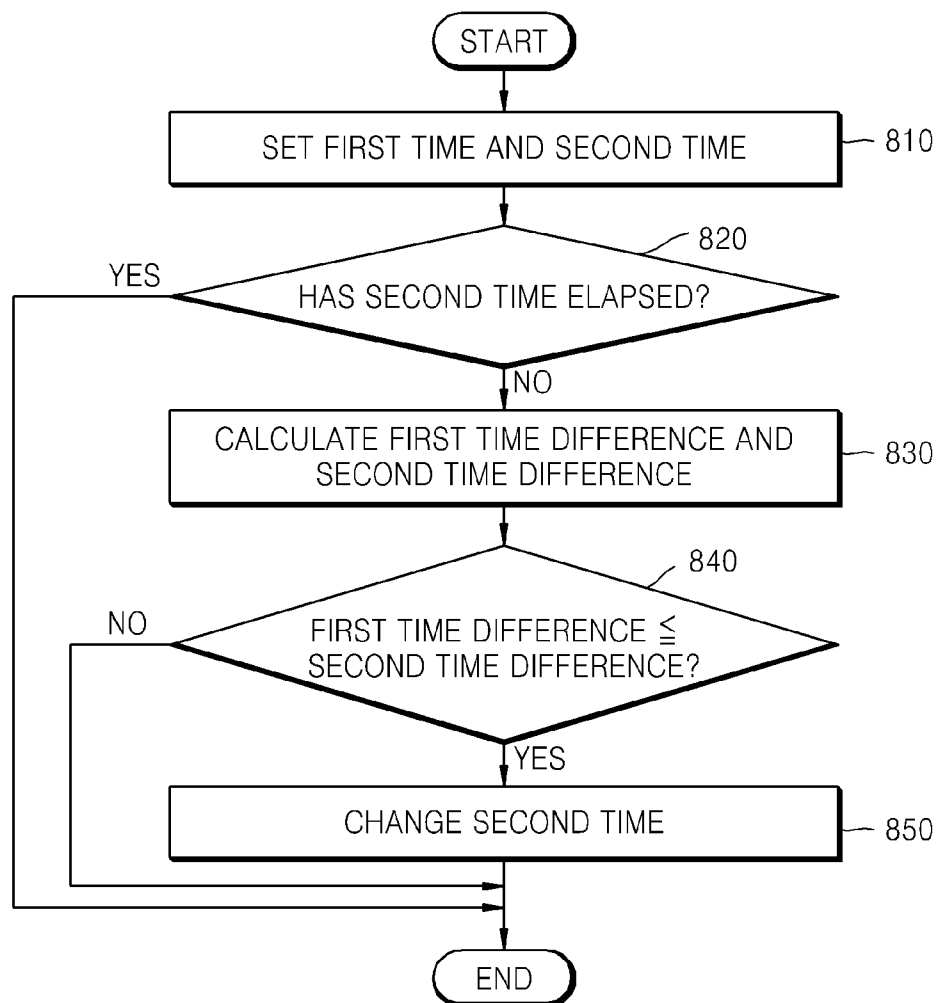 START
SET FIRST TIME AND SECOND TIME
810
820
YES
HAS SECOND TIME ELAPSED?
NO
CALCULATE FIRST TIME DIFFERENCE AND
SECOND TIME DIFFERENCE
830
840
NO
FIRST TIME DIFFERENCE ≦
SECOND TIME DIFFERENCE?
YES
CHANGE SECOND TIME
850
END